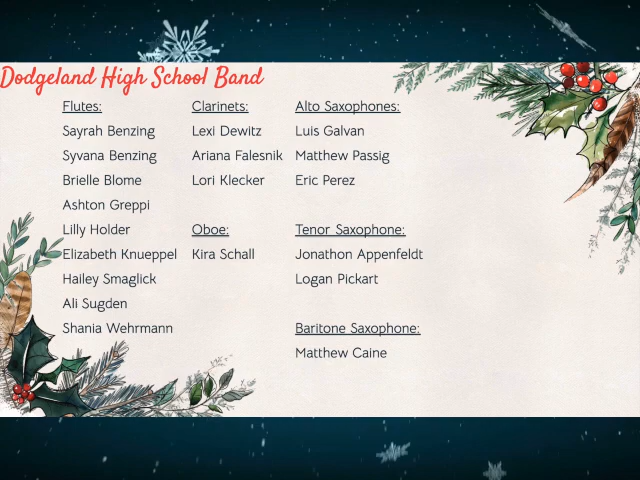 Dodgeland High School Band
Flutes:
Sayrah Benzing
Syvana Benzing
Brielle Blome
Ashton Greppi
Lilly Holder
Elizabeth Knueppel
Hailey Smaglick
Ali Sugden
Shania Wehrmann
Clarinets:
Lexi Dewitz
Ariana Falesnik
Lori Klecker
Oboe:
Kira Schall
Alto Saxophones:
Luis Galvan
Matthew Passig
Eric Perez
Tenor Saxophone:
Jonathon Appenfeldt
Logan Pickart
Baritone Saxophone:
Matthew Caine